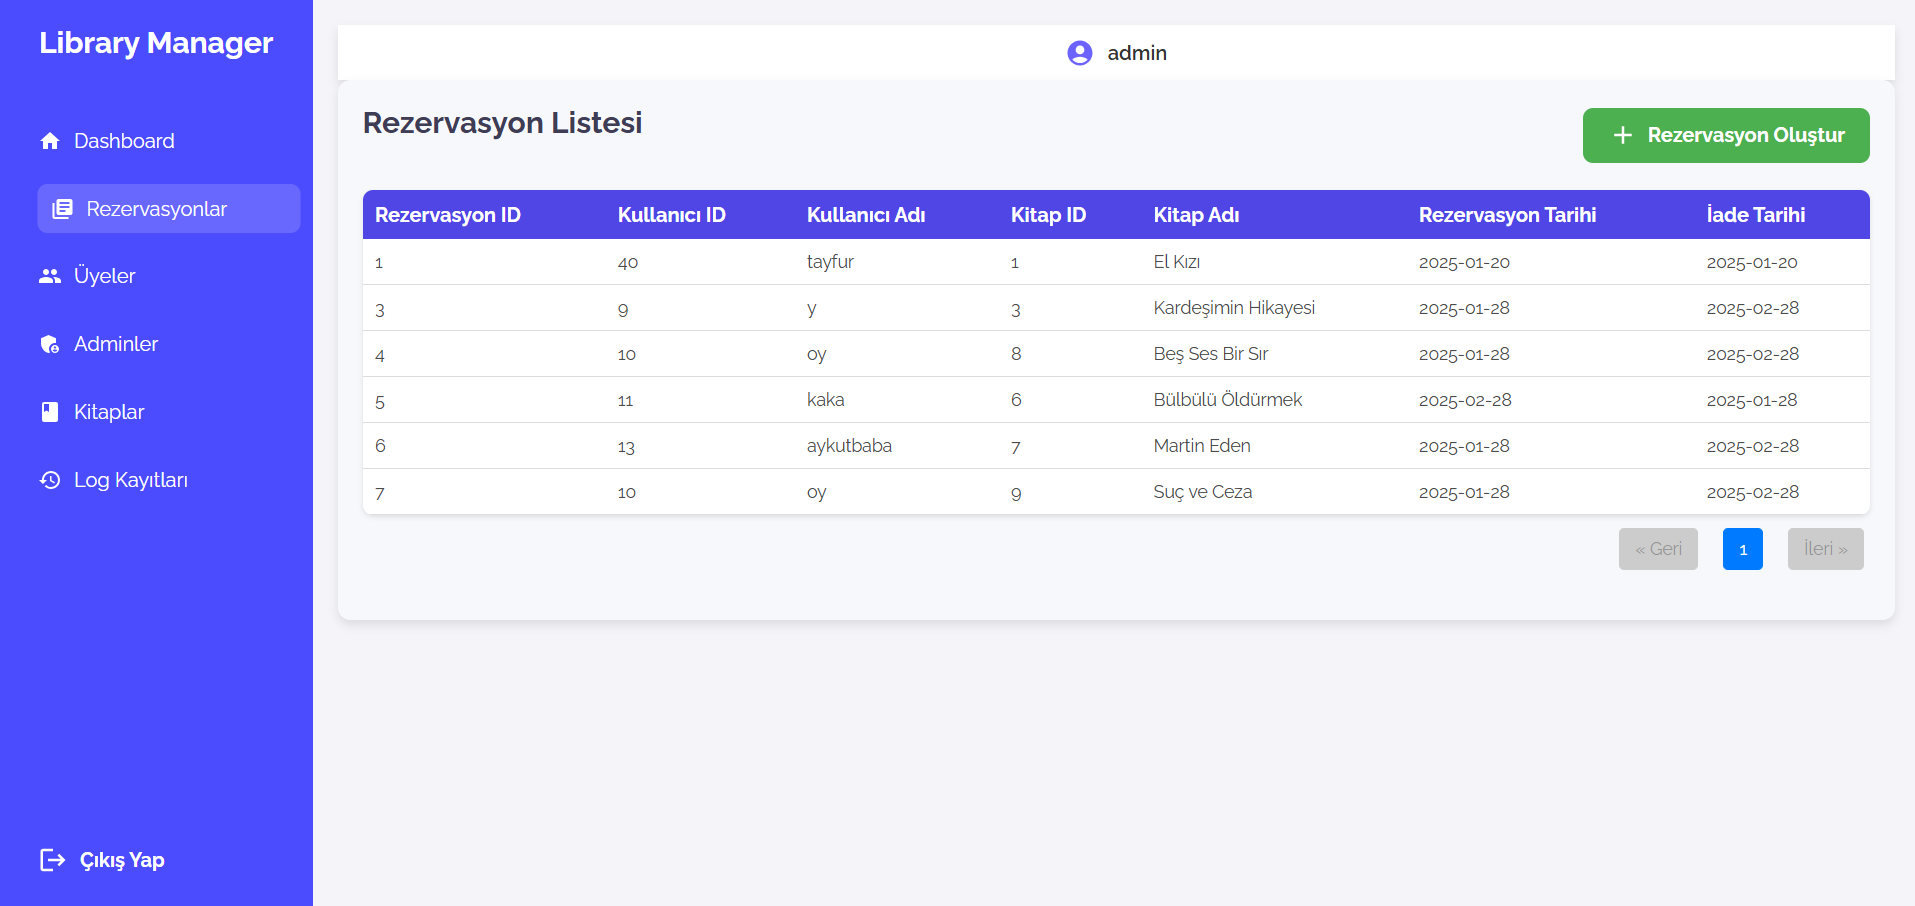 Library Manager
Dashboard
Rezervasyonlar
Üyeler
Adminler
Kitaplar
Log Kayıtları
Çıkış Yap
admin
Rezervasyon Listesi
Rezervasyon Oluştur
Rezervasyon ID Kullanıcı ID Kullanıcı Adı Kitap ID Kitap Adı Rezervasyon Tarihi İade Tarihi
1 40 tayfur 1 El Kızı 2025-01-20 2025-01-20
3 9 y 3 Kardeşimin Hikayesi 2025-01-28 2025-02-28
4 10 oy 8 Beş Ses Bir Sır 2025-01-28 2025-02-28
5 11 kaka 6 Bülbülü Öldürmek 2025-02-28 2025-01-28
6 13 aykutbaba 7 Martin Eden 2025-01-28 2025-02-28
7 10 oy 9 Suç ve Ceza 2025-01-28 2025-02-28
« Geri 1 İleri »